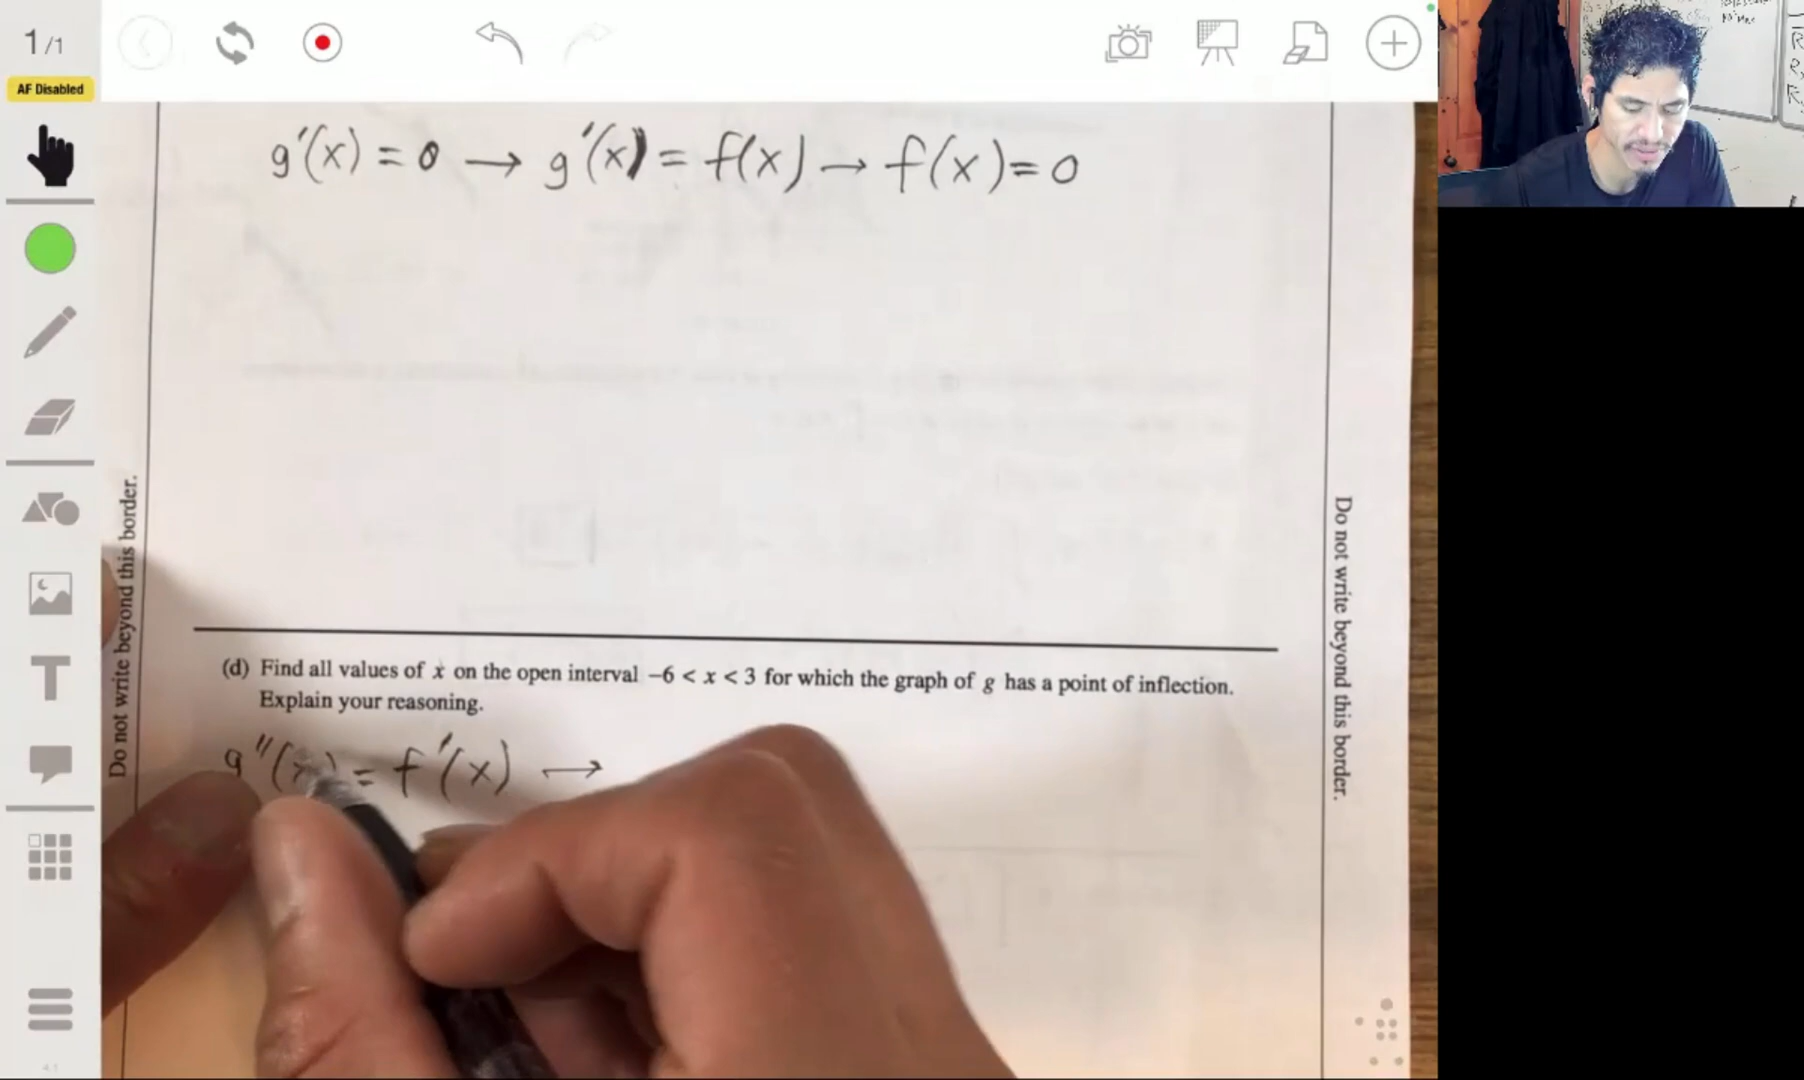 1/1
AF Disabled
g'(x) = 0 → g'(x) = f(x) → f(x) = 0
Do not write beyond this border.
Do not write beyond this border.
(d) Find all values of x on the open interval −6 < x < 3 for which the graph of g has a point of inflection.
Explain your reasoning.
g''(x) = f'(x) →
T